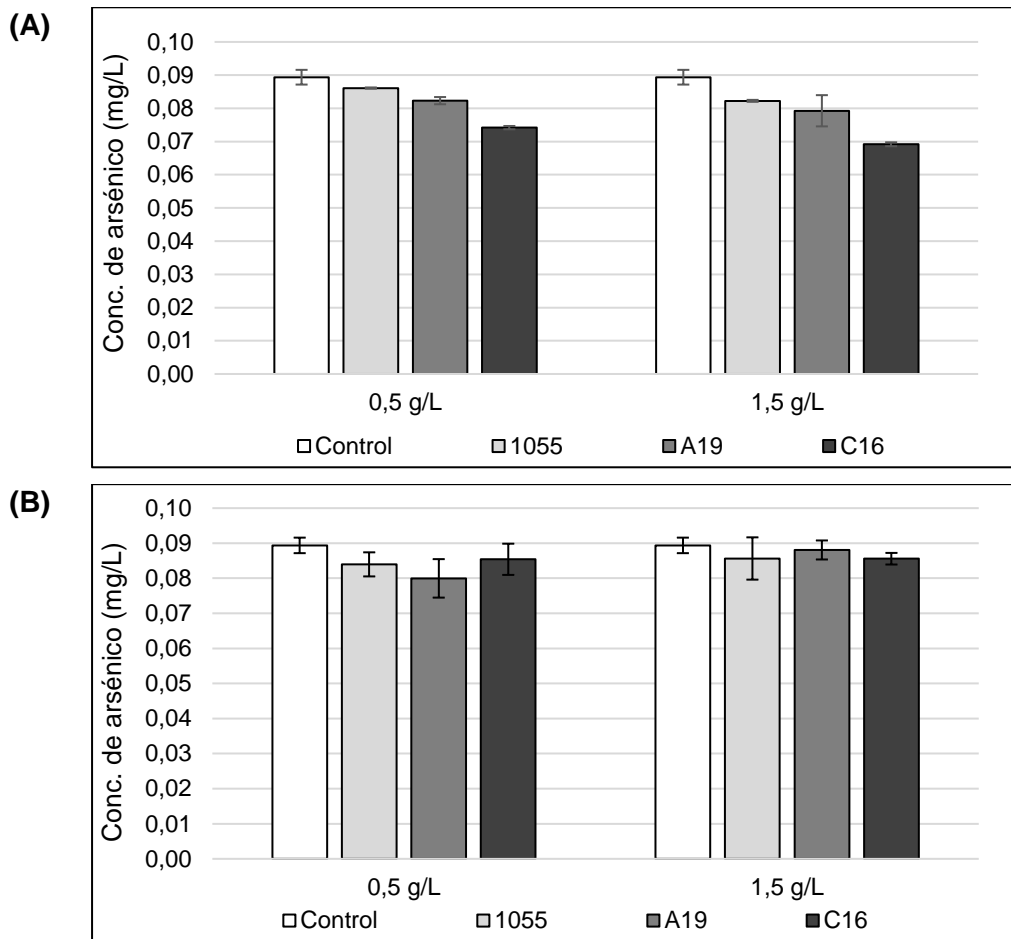 (A)
Conc. de arsénico (mg/L)
0,10
0,09
0,08
0,07
0,06
0,05
0,04
0,03
0,02
0,01
0,00
0,5 g/L 1,5 g/L
Control 1055 A19 C16
(B)
Conc. de arsénico (mg/L)
0,10
0,09
0,08
0,07
0,06
0,05
0,04
0,03
0,02
0,01
0,00
0,5 g/L 1,5 g/L
Control 1055 A19 C16